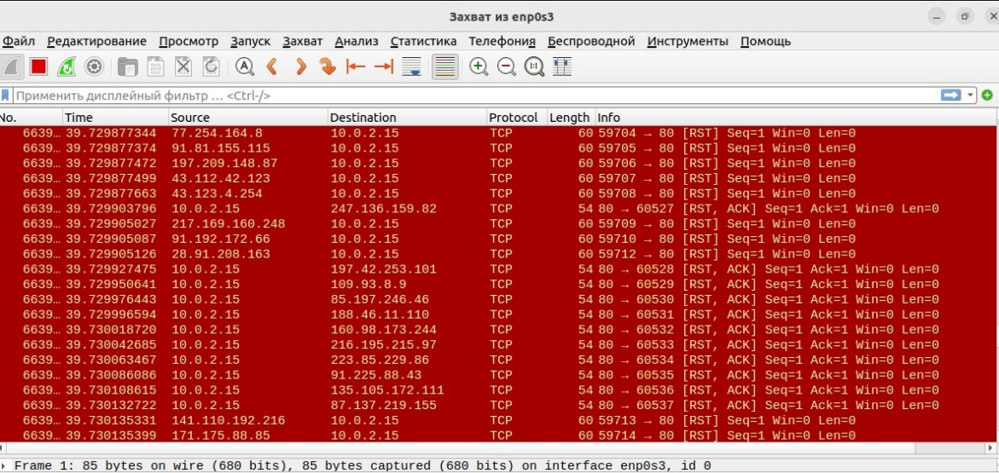 Захват из enp0s3
Файл Редактирование Просмотр Запуск Захват Анализ Статистика Телефония Беспроводной Инструменты Помощь
Применить дисплейный фильтр ... <Ctrl-/>
No. Time Source Destination Protocol Length Info
6639… 39.729877344 77.254.164.8 10.0.2.15 TCP 60 59704 → 80 [RST] Seq=1 Win=0 Len=0
6639… 39.729877374 91.81.155.115 10.0.2.15 TCP 60 59705 → 80 [RST] Seq=1 Win=0 Len=0
6639… 39.729877472 197.209.148.87 10.0.2.15 TCP 60 59706 → 80 [RST] Seq=1 Win=0 Len=0
6639… 39.729877499 43.112.42.123 10.0.2.15 TCP 60 59707 → 80 [RST] Seq=1 Win=0 Len=0
6639… 39.729877663 43.123.4.254 10.0.2.15 TCP 60 59708 → 80 [RST] Seq=1 Win=0 Len=0
6639… 39.729903796 10.0.2.15 247.136.159.82 TCP 54 80 → 60527 [RST, ACK] Seq=1 Ack=1 Win=0 Len=0
6639… 39.729905027 217.169.160.248 10.0.2.15 TCP 60 59709 → 80 [RST] Seq=1 Win=0 Len=0
6639… 39.729905087 91.192.172.66 10.0.2.15 TCP 60 59710 → 80 [RST] Seq=1 Win=0 Len=0
6639… 39.729905126 28.91.208.163 10.0.2.15 TCP 60 59712 → 80 [RST] Seq=1 Win=0 Len=0
6639… 39.729927475 10.0.2.15 197.42.253.101 TCP 54 80 → 60528 [RST, ACK] Seq=1 Ack=1 Win=0 Len=0
6639… 39.729950641 10.0.2.15 109.93.8.9 TCP 54 80 → 60529 [RST, ACK] Seq=1 Ack=1 Win=0 Len=0
6639… 39.729976443 10.0.2.15 85.197.246.46 TCP 54 80 → 60530 [RST, ACK] Seq=1 Ack=1 Win=0 Len=0
6639… 39.729996594 10.0.2.15 188.46.11.110 TCP 54 80 → 60531 [RST, ACK] Seq=1 Ack=1 Win=0 Len=0
6639… 39.730018720 10.0.2.15 160.98.173.244 TCP 54 80 → 60532 [RST, ACK] Seq=1 Ack=1 Win=0 Len=0
6639… 39.730042685 10.0.2.15 216.195.215.97 TCP 54 80 → 60533 [RST, ACK] Seq=1 Ack=1 Win=0 Len=0
6639… 39.730063467 10.0.2.15 223.85.229.86 TCP 54 80 → 60534 [RST, ACK] Seq=1 Ack=1 Win=0 Len=0
6639… 39.730086086 10.0.2.15 91.225.88.43 TCP 54 80 → 60535 [RST, ACK] Seq=1 Ack=1 Win=0 Len=0
6639… 39.730108615 10.0.2.15 135.105.172.111 TCP 54 80 → 60536 [RST, ACK] Seq=1 Ack=1 Win=0 Len=0
6639… 39.730132722 10.0.2.15 87.137.219.155 TCP 54 80 → 60537 [RST, ACK] Seq=1 Ack=1 Win=0 Len=0
6639… 39.730135331 141.110.192.216 10.0.2.15 TCP 60 59713 → 80 [RST] Seq=1 Win=0 Len=0
6639… 39.730135399 171.175.88.85 10.0.2.15 TCP 60 59714 → 80 [RST] Seq=1 Win=0 Len=0
Frame 1: 85 bytes on wire (680 bits), 85 bytes captured (680 bits) on interface enp0s3, id 0